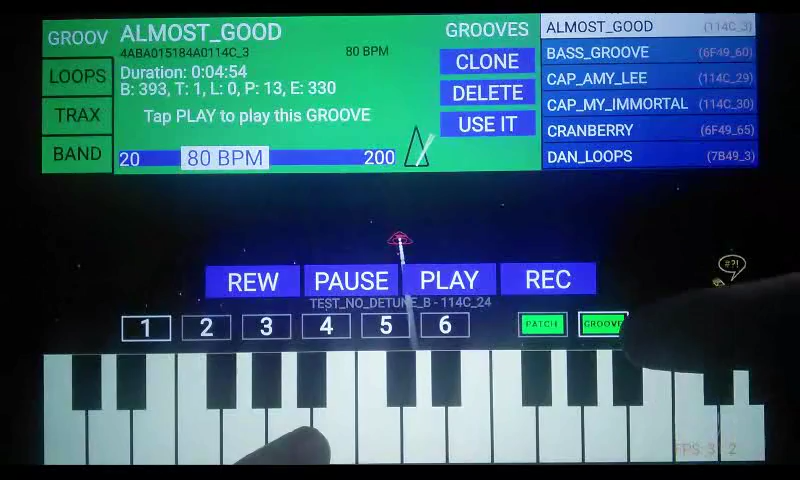 GROOV
LOOPS
TRAX
BAND
ALMOST_GOOD
4ABA015184A0114C_3
80 BPM
Duration: 0:04:54
B: 393, T: 1, L: 0, P: 13, E: 330
Tap PLAY to play this GROOVE
20
80 BPM
200
GROOVES
CLONE
DELETE
USE IT
ALMOST_GOOD (114C_3)
BASS_GROOVE (6F49_60)
CAP_AMY_LEE (114C_29)
CAP_MY_IMMORTAL (114C_30)
CRANBERRY (6F49_65)
DAN_LOOPS (7B49_3)
#?!
REW
PAUSE
PLAY
REC
TEST_NO_DETUNE_B - 114C_24
1
2
3
4
5
6
PATCH
GROOVE